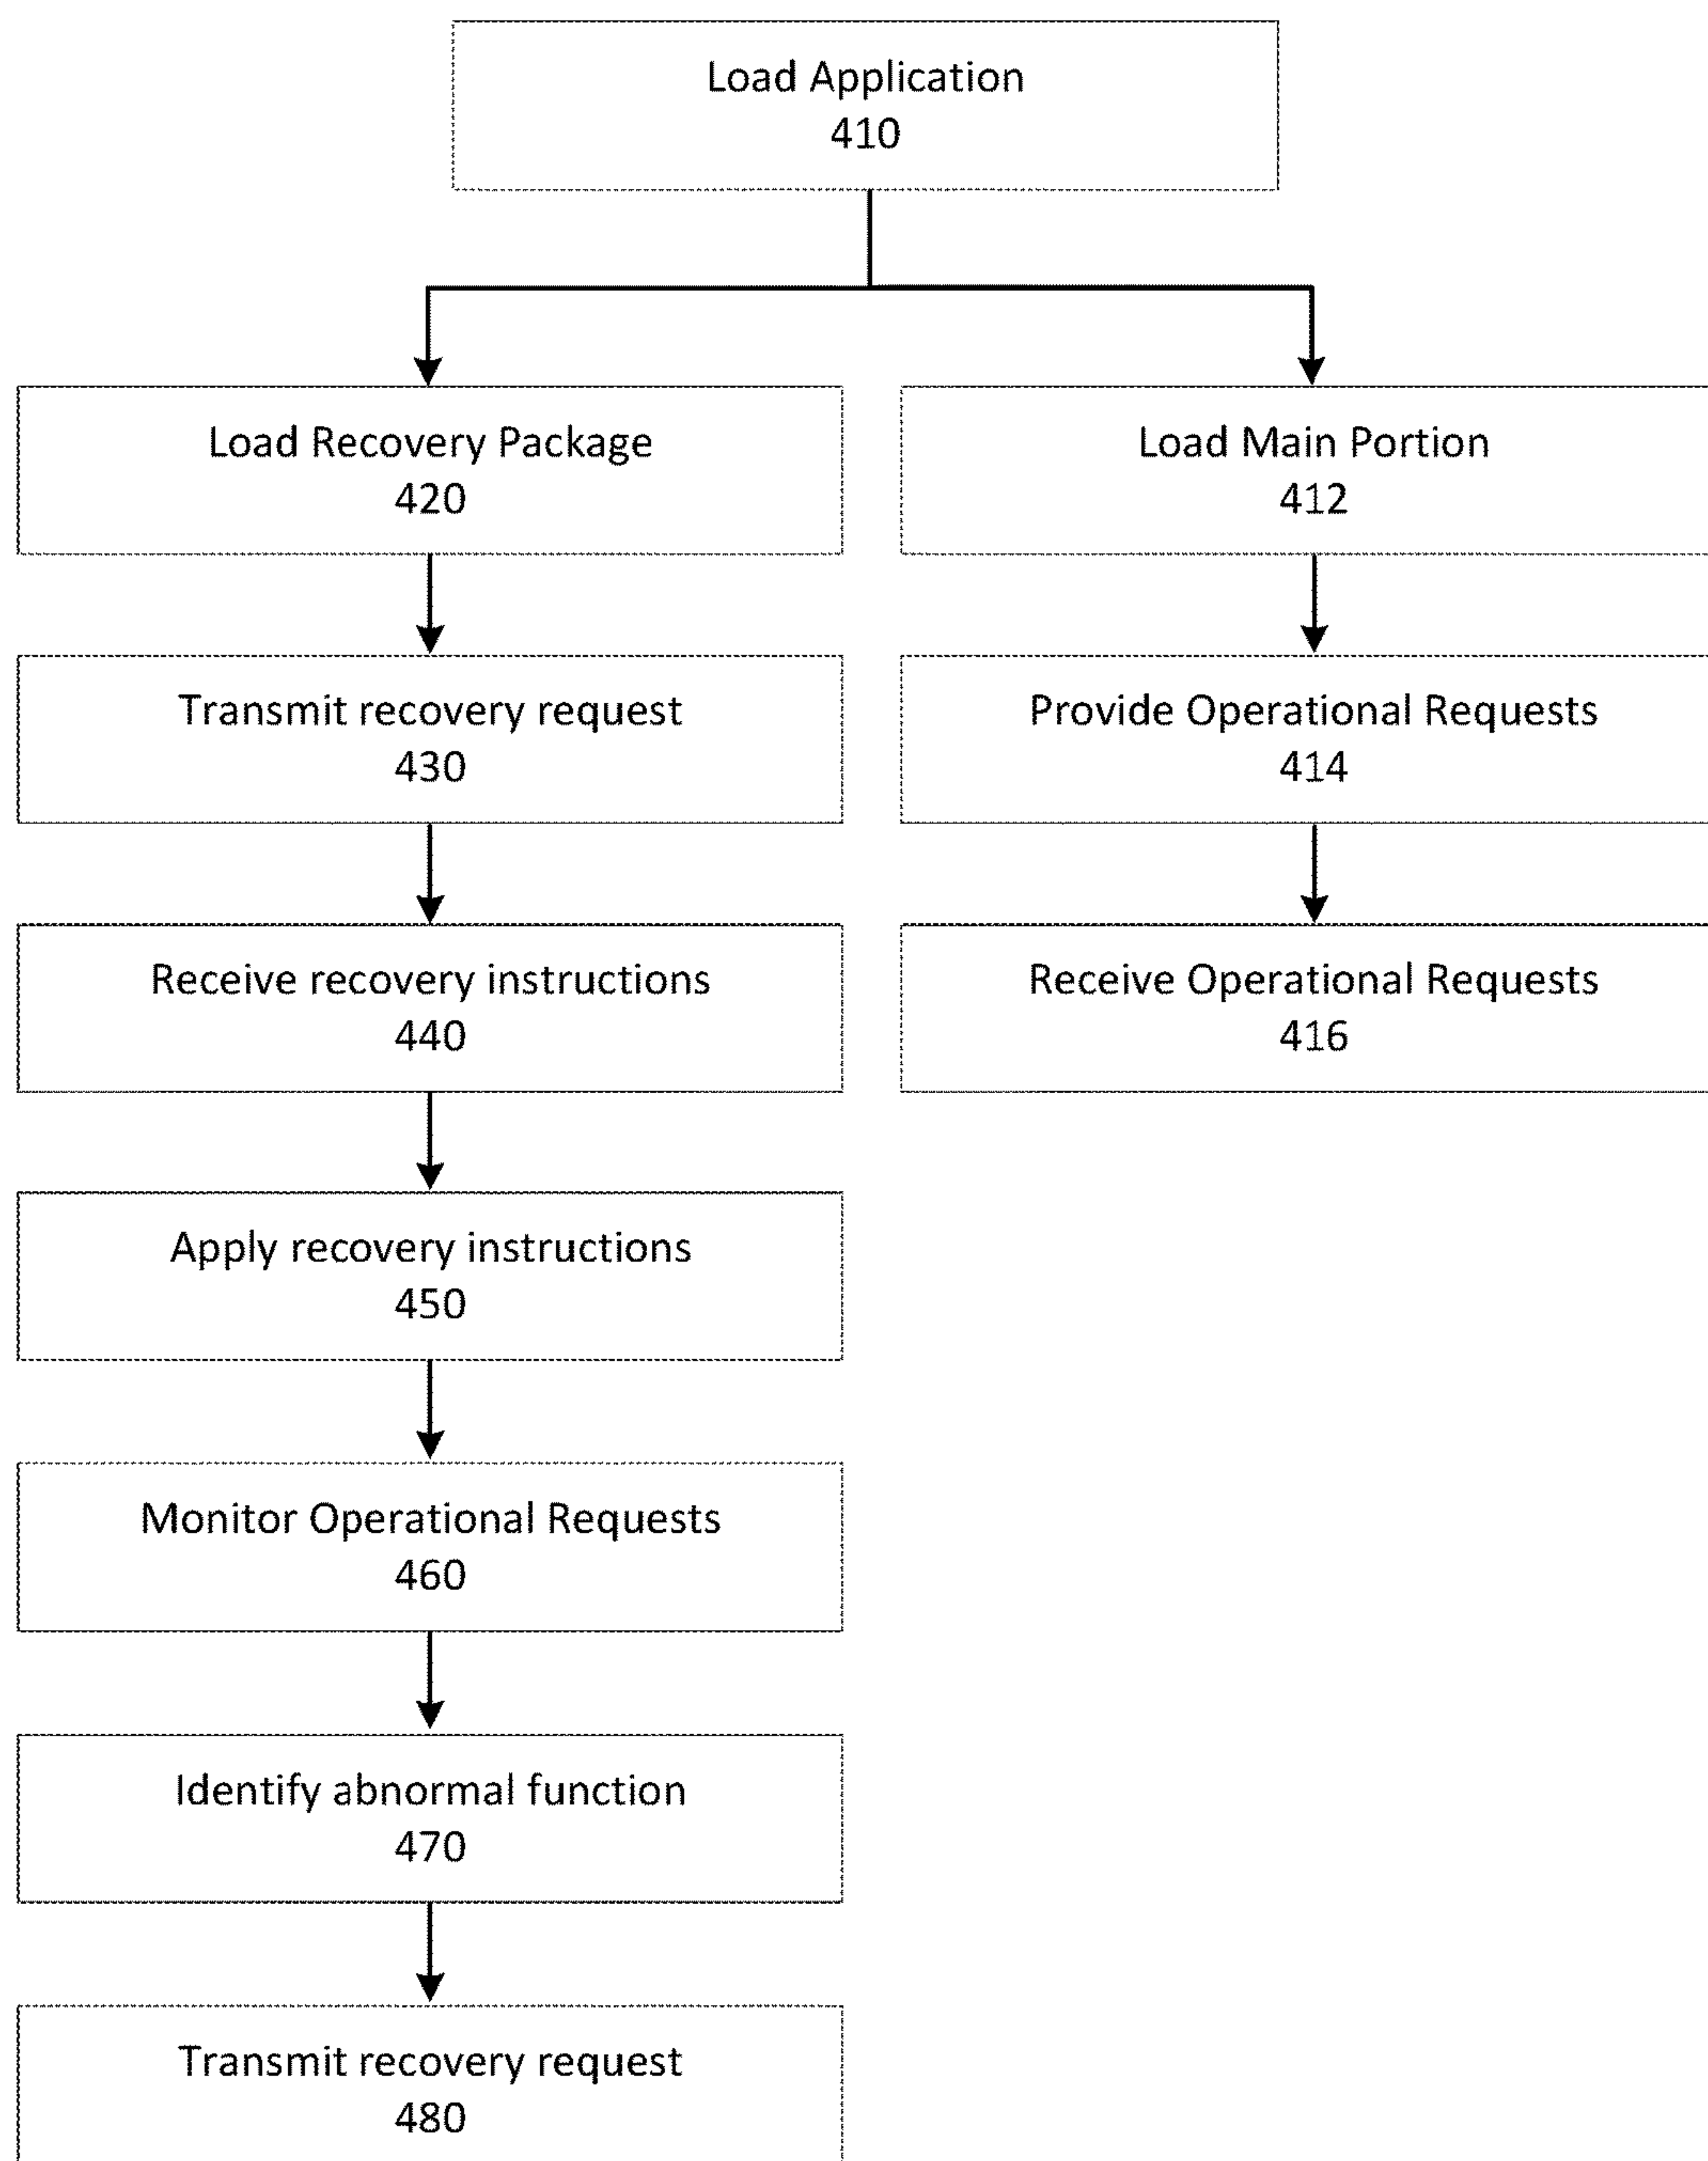 Load Application
410
Load Recovery Package
420
Load Main Portion
412
Transmit recovery request
430
Provide Operational Requests
414
Receive recovery instructions
440
Receive Operational Requests
416
Apply recovery instructions
450
Monitor Operational Requests
460
Identify abnormal function
470
Transmit recovery request
480